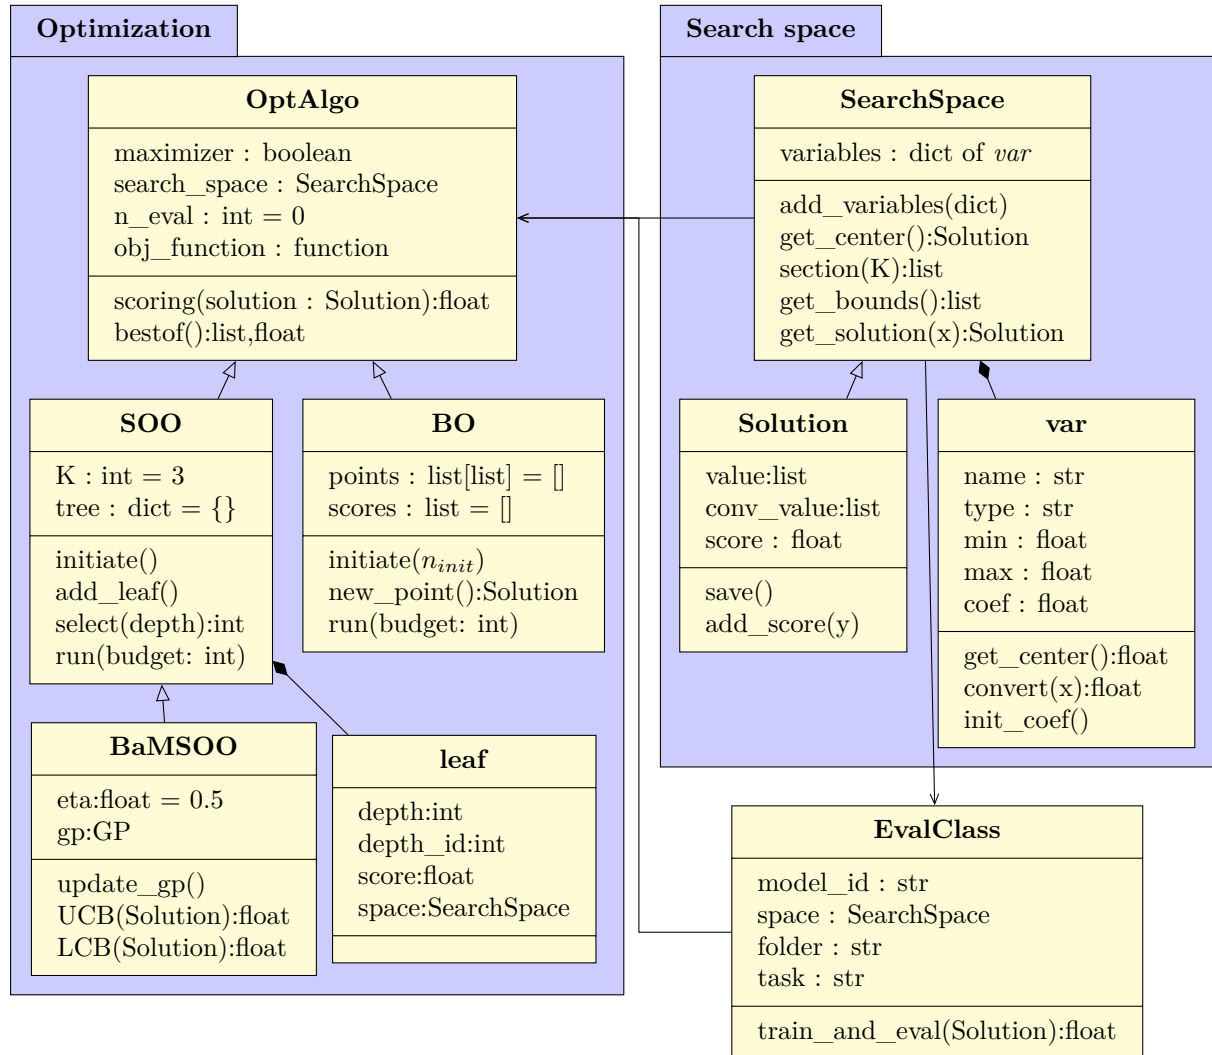 Optimization
OptAlgo
maximizer : boolean
search_space : SearchSpace
n_eval : int = 0
obj_function : function
scoring(solution : Solution):float
bestof():list,float
SOO
K : int = 3
tree : dict = {}
initiate()
add_leaf()
select(depth):int
run(budget: int)
BO
points : list[list] = []
scores : list = []
initiate(n_init)
new_point():Solution
run(budget: int)
BaMSOO
eta:float = 0.5
gp:GP
update_gp()
UCB(Solution):float
LCB(Solution):float
leaf
depth:int
depth_id:int
score:float
space:SearchSpace
Search space
SearchSpace
variables : dict of var
add_variables(dict)
get_center():Solution
section(K):list
get_bounds():list
get_solution(x):Solution
Solution
value:list
conv_value:list
score : float
save()
add_score(y)
var
name : str
type : str
min : float
max : float
coef : float
get_center():float
convert(x):float
init_coef()
EvalClass
model_id : str
space : SearchSpace
folder : str
task : str
train_and_eval(Solution):float